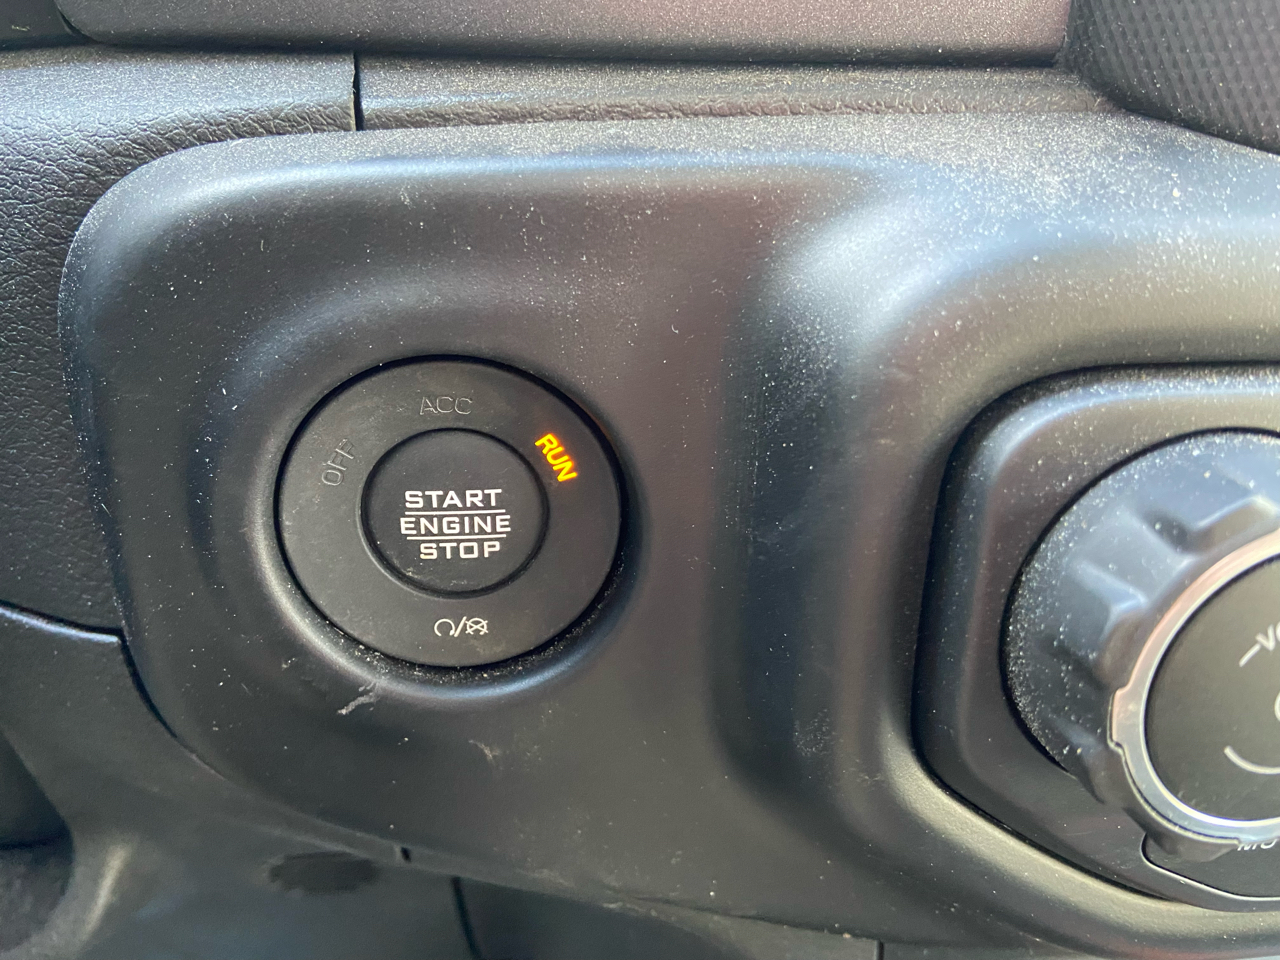 ACC
OFF
RUN
START
ENGINE
STOP